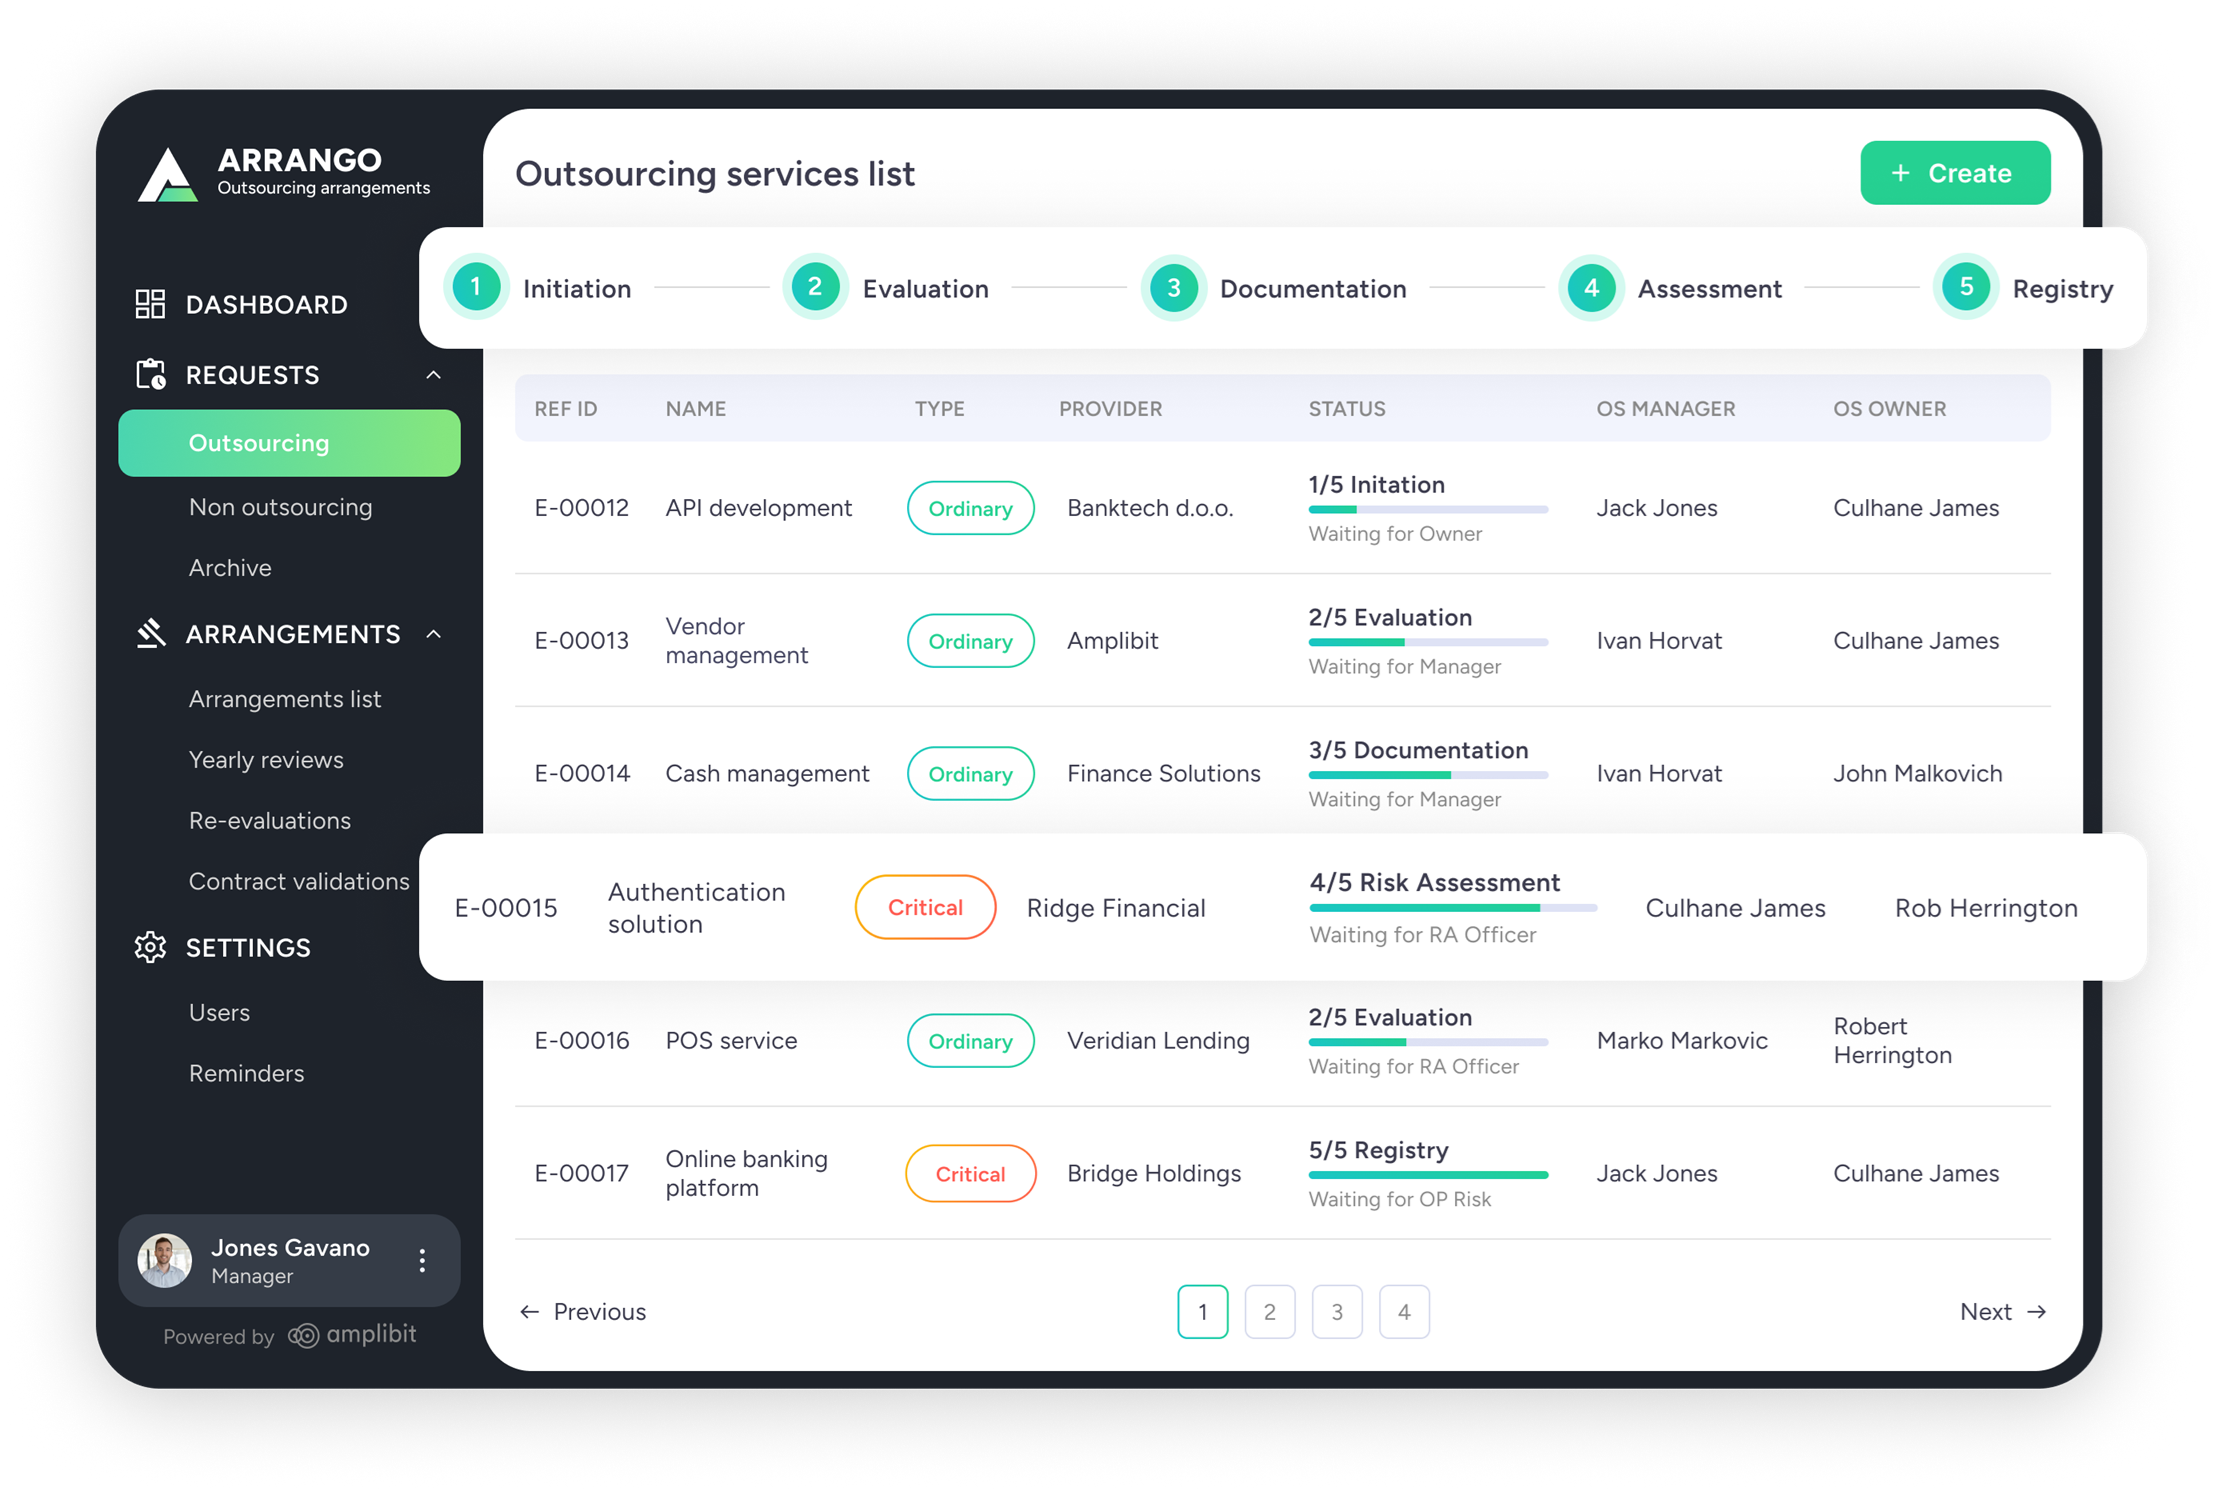 ARRANGO
Outsourcing arrangements
DASHBOARD
REQUESTS
Outsourcing
Non outsourcing
Archive
ARRANGEMENTS
Arrangements list
Yearly reviews
Re-evaluations
Contract validations
SETTINGS
Users
Reminders
Jones Gavano
Manager
Powered by amplibit
Outsourcing services list
+ Create
1 Initiation 2 Evaluation 3 Documentation 4 Assessment 5 Registry
REF ID NAME TYPE PROVIDER STATUS OS MANAGER OS OWNER
E-00012 API development Ordinary Banktech d.o.o. 1/5 Initation Jack Jones Culhane James
Waiting for Owner
E-00013 Vendor Ordinary Amplibit 2/5 Evaluation Ivan Horvat Culhane James
management Waiting for Manager
E-00014 Cash management Ordinary Finance Solutions 3/5 Documentation Ivan Horvat John Malkovich
Waiting for Manager
E-00015 Authentication Critical Ridge Financial 4/5 Risk Assessment Culhane James Rob Herrington
solution Waiting for RA Officer
E-00016 POS service Ordinary Veridian Lending 2/5 Evaluation Marko Markovic Robert
Waiting for RA Officer Herrington
E-00017 Online banking Critical Bridge Holdings 5/5 Registry Jack Jones Culhane James
platform Waiting for OP Risk
← Previous 1 2 3 4 Next →